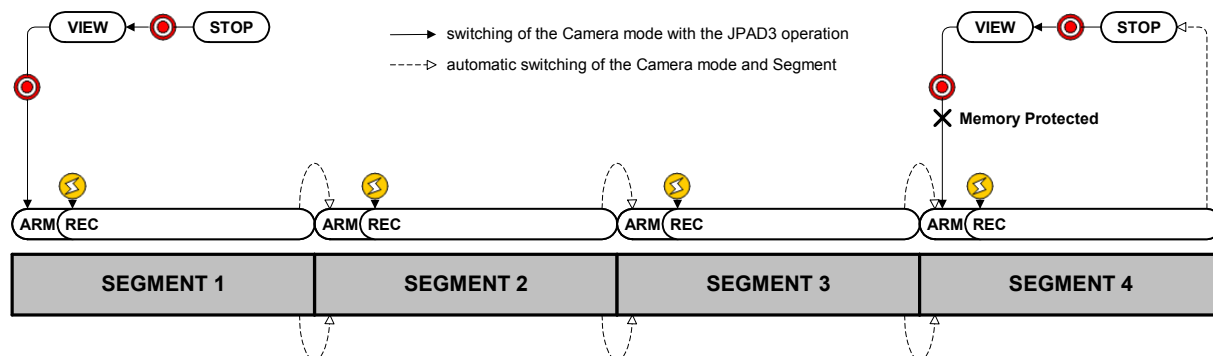 VIEW STOP
switching of the Camera mode with the JPAD3 operation
automatic switching of the Camera mode and Segment
VIEW STOP
Memory Protected
ARM REC ARM REC ARM REC ARM REC
SEGMENT 1 SEGMENT 2 SEGMENT 3 SEGMENT 4